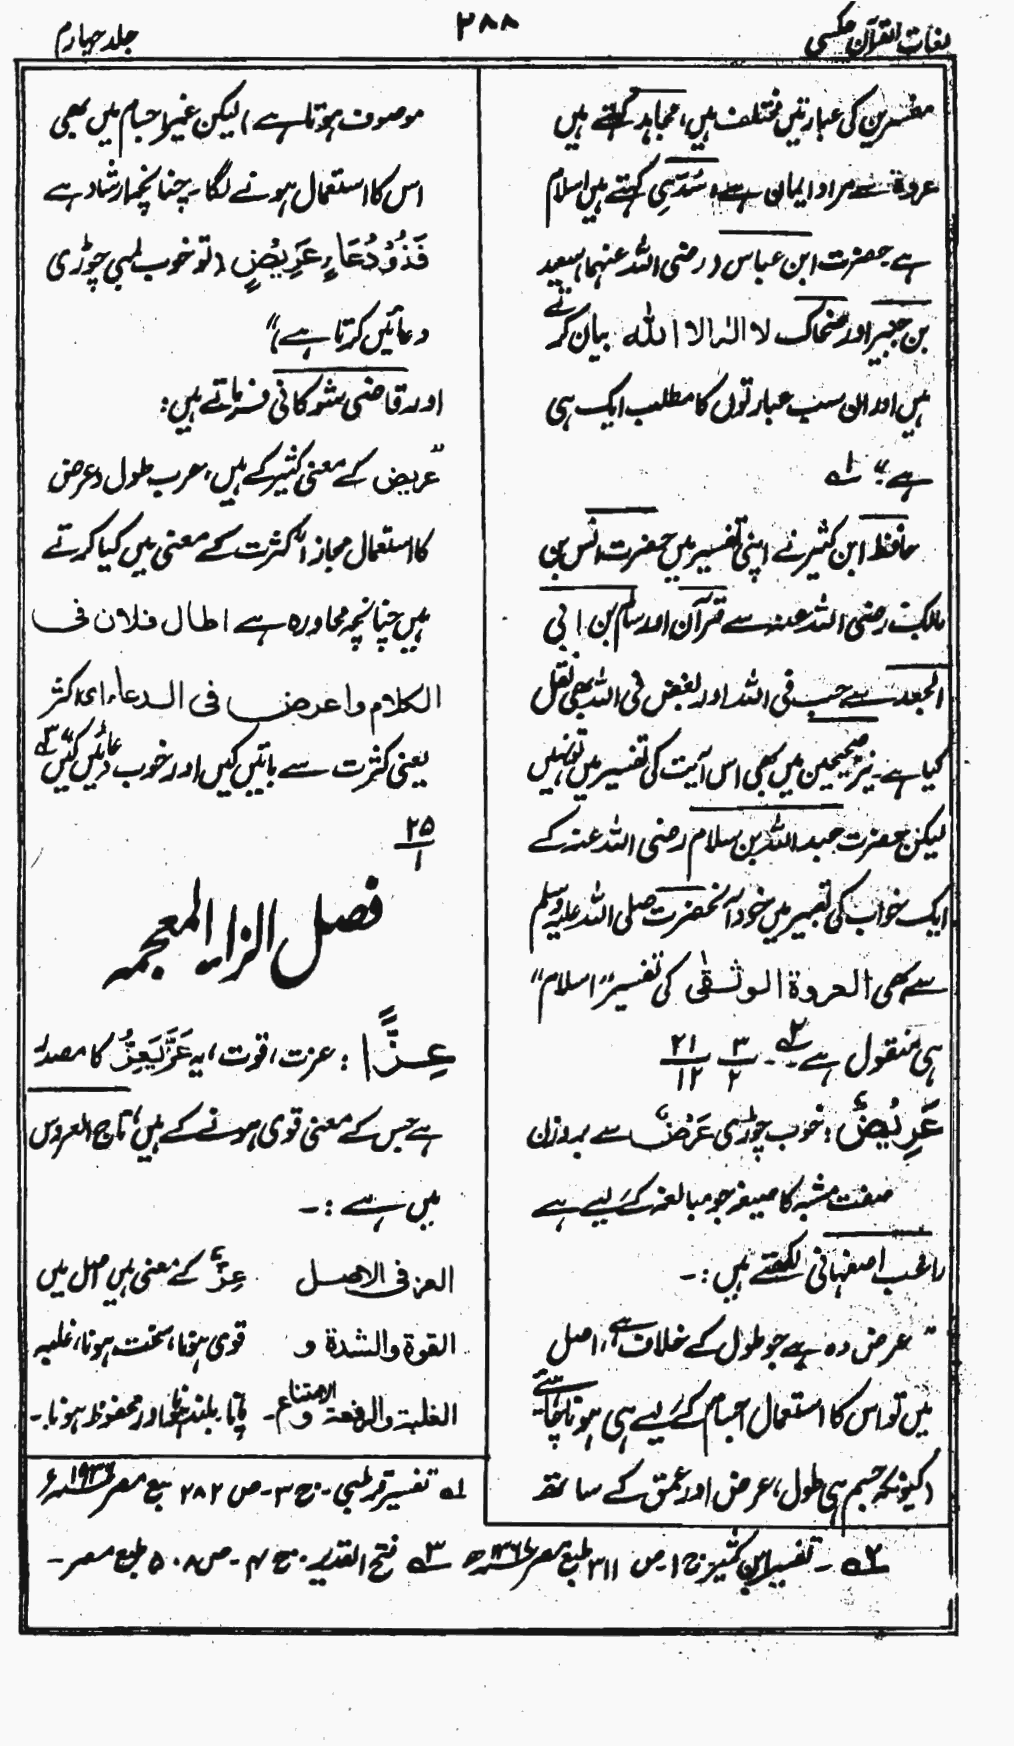 لغات القرآن عکسی
۲۸۸
جلد چہارم
مفسرین کی عبارتیں مختلف ہیں، مجاہد کہتے ہیں
عروۃ سے مراد ایمان ہے، سُدّی کہتے ہیں اسلام
ہے حضرت ابن عباس (رضی اللہ عنہما) سعید
بن جبیر اور ضحاک لا الٰہ الا اللہ بیان کرتے
ہیں اور ان سب عبارتوں کا مطلب ایک ہی
ہے" ؎۱
حافظ ابن کثیر نے اپنی تفسیر میں حضرت انس بن
مالک رضی اللہ عنہ سے قرآن اور سالم بن ابی
الجعد سے حب فی اللہ اور بغض فی اللہ بھی نقل
کیا ہے۔ نیز صحیحین میں بھی اس آیت کی تفسیر میں تو نہیں
لیکن حضرت عبد اللہ بن سلام رضی اللہ عنہ کے
ایک خواب کی تعبیر میں خود آنحضرت صلی اللہ علیہ وسلم
سے بھی العروۃ الوثقٰی کی تفسیر "اسلام"
ہی منقول ہے ؎۲۔ ۳/۲ ۲۱/۱۲
عَرِیْضٌ : خوب چوڑی عَرْضٌ سے بروزن
صفت مشبہ کا صیغہ جو مبالغہ کے لیے ہے
راغب اصفہانی لکھتے ہیں :۔
"عرض وہ ہے جو طول کے خلاف ہے، اصل
میں تو اس کا استعمال اجسام کے لیے ہی ہونا چاہئے
(کیونکہ جسم ہی طول، عرض اور عمق کے ساتھ
موصوف ہوتا ہے) لیکن غیر اجسام میں بھی
اس کا استعمال ہونے لگا۔ چنانچہ ارشاد ہے
فَذُوْ دُعَاءٍ عَرِیْضٍ (تو خوب لمبی چوڑی
دعائیں کرتا ہے)"
اور قاضی شوکانی فرماتے ہیں :
"عریض کے معنی کثیر کے ہیں، عرب طول و عرض
کا استعمال مجازاً کثرت کے معنی میں کیا کرتے
ہیں چنانچہ محاورہ ہے اطال فلان فی
الکلام واعرض فی الدعاء ای اکثر
یعنی کثرت سے باتیں کیں اور خوب دعائیں کیں" ؎۳
۲۵/۱
فصل الزاء المعجمہ
عِزًّا : عزت، قوت، یہ عَزَّ یَعِزُّ کا مصدر
ہے جس کے معنی قوی ہونے کے ہیں، تاج العروس
میں ہے :۔
العز فی الاصل عِزٌّ کے معنی ہیں اصل میں
القوۃ والشدۃ و قوی ہونا، سخت ہونا، غلبہ
الغلبۃ والرفعۃ و الامتناع۔ پانا، بلند ہونا اور محفوظ ہونا۔
؎۱ تفسیر قرطبی۔ ج ۳۔ ص ۲۸۲ طبع مصر ۱۹۳۶ء
؎۲۔ تفسیر ابن کثیر ج ۱۔ ص ۳۱۱ طبع مصر ؎۳ فتح القدیر۔ ج ۴۔ ص ۵۰۸ طبع مصر۔